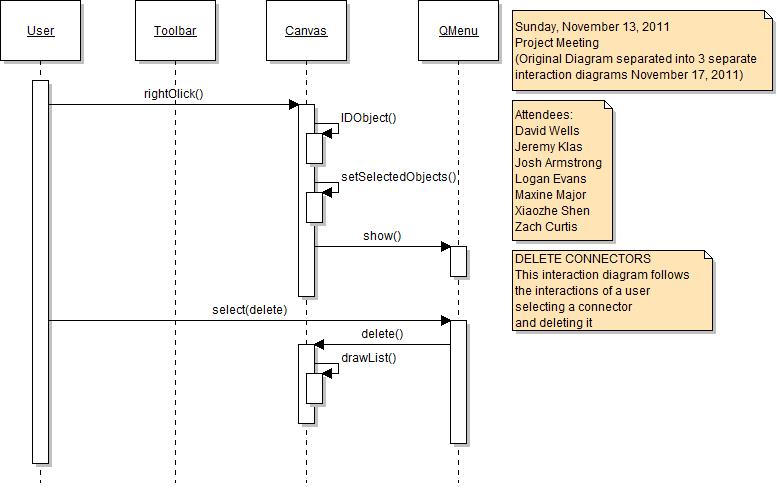 User
Toolbar
Canvas
QMenu
Sunday, November 13, 2011
Project Meeting
(Original Diagram separated into 3 separate
interaction diagrams November 17, 2011)
rightClick()
IDObject()
setSelectedObjects()
show()
select(delete)
delete()
drawList()
Attendees:
David Wells
Jeremy Klas
Josh Armstrong
Logan Evans
Maxine Major
Xiaozhe Shen
Zach Curtis
DELETE CONNECTORS
This interaction diagram follows
the interactions of a user
selecting a connector
and deleting it